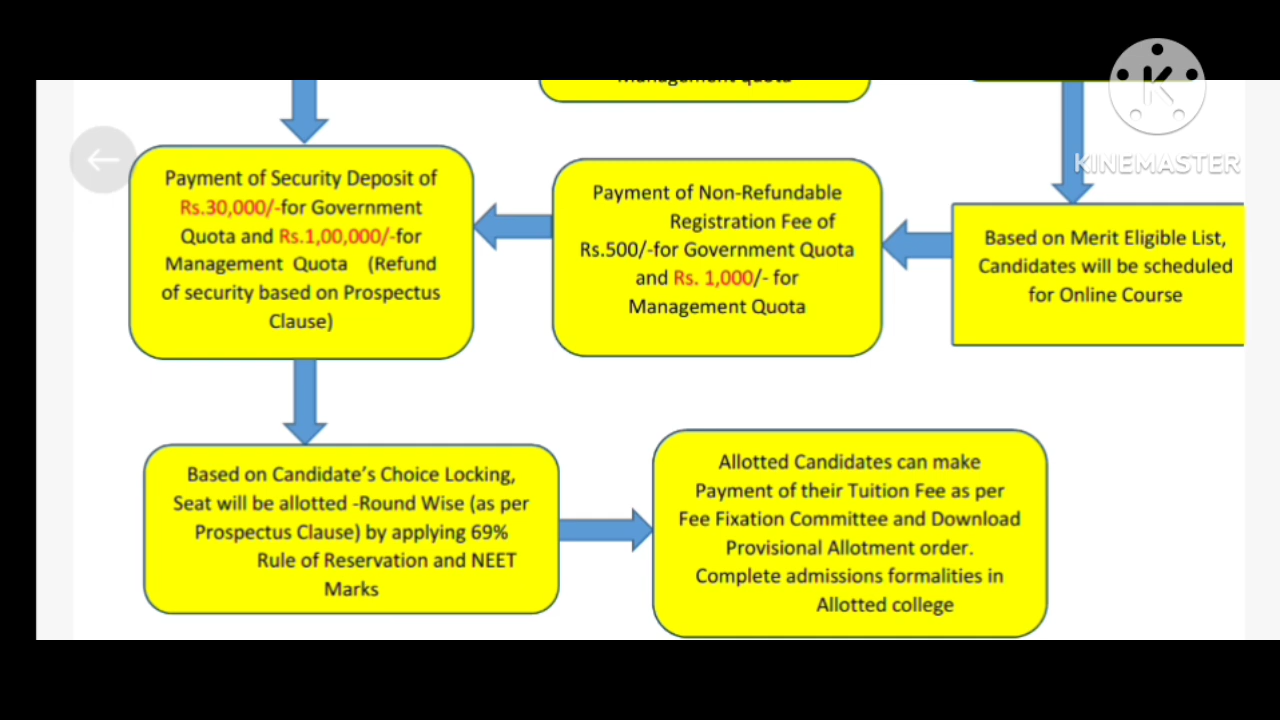 Management quota
KINEMASTER
Payment of Security Deposit of
Rs.30,000/-for Government
Quota and Rs.1,00,000/-for
Management Quota (Refund
of security based on Prospectus
Clause)
Payment of Non-Refundable
Registration Fee of
Rs.500/-for Government Quota
and Rs. 1,000/- for
Management Quota
Based on Merit Eligible List,
Candidates will be scheduled
for Online Course
Based on Candidate’s Choice Locking,
Seat will be allotted -Round Wise (as per
Prospectus Clause) by applying 69%
Rule of Reservation and NEET
Marks
Allotted Candidates can make
Payment of their Tuition Fee as per
Fee Fixation Committee and Download
Provisional Allotment order.
Complete admissions formalities in
Allotted college